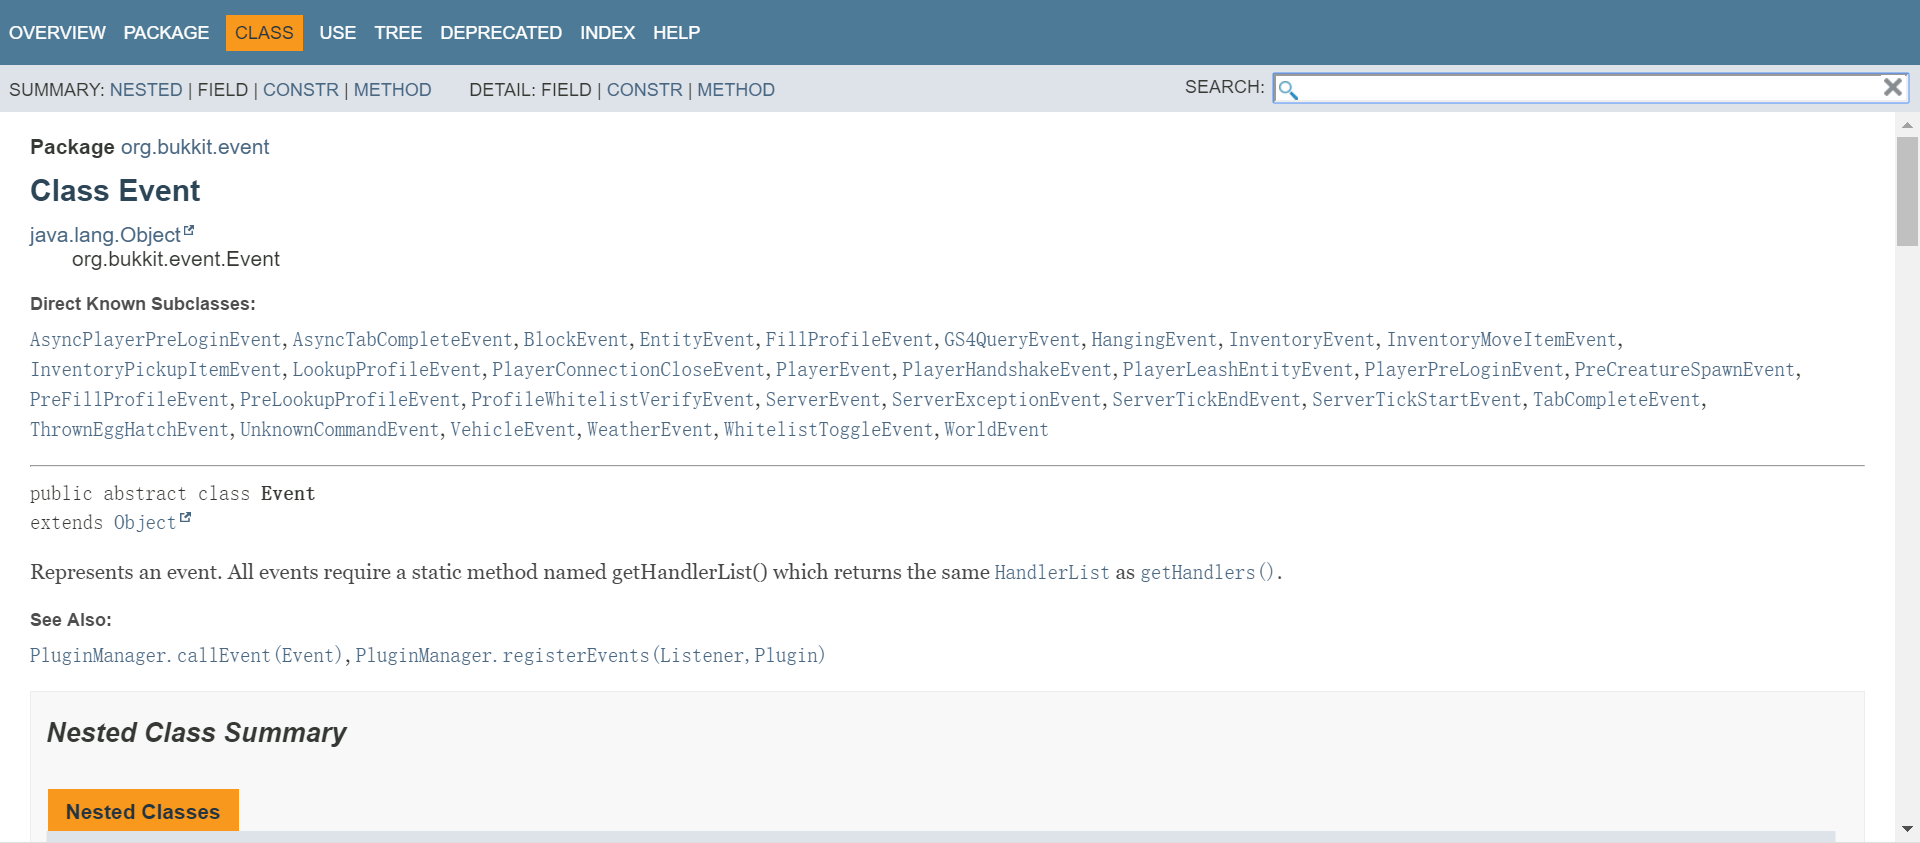 OVERVIEW PACKAGE CLASS USE TREE DEPRECATED INDEX HELP
SUMMARY: NESTED | FIELD | CONSTR | METHOD DETAIL: FIELD | CONSTR | METHOD SEARCH:
Package org.bukkit.event
Class Event
java.lang.Object
org.bukkit.event.Event
Direct Known Subclasses:
AsyncPlayerPreLoginEvent, AsyncTabCompleteEvent, BlockEvent, EntityEvent, FillProfileEvent, GS4QueryEvent, HangingEvent, InventoryEvent, InventoryMoveItemEvent,
InventoryPickupItemEvent, LookupProfileEvent, PlayerConnectionCloseEvent, PlayerEvent, PlayerHandshakeEvent, PlayerLeashEntityEvent, PlayerPreLoginEvent, PreCreatureSpawnEvent,
PreFillProfileEvent, PreLookupProfileEvent, ProfileWhitelistVerifyEvent, ServerEvent, ServerExceptionEvent, ServerTickEndEvent, ServerTickStartEvent, TabCompleteEvent,
ThrownEggHatchEvent, UnknownCommandEvent, VehicleEvent, WeatherEvent, WhitelistToggleEvent, WorldEvent
public abstract class Event
extends Object
Represents an event. All events require a static method named getHandlerList() which returns the same HandlerList as getHandlers().
See Also:
PluginManager.callEvent(Event), PluginManager.registerEvents(Listener,Plugin)
Nested Class Summary
Nested Classes